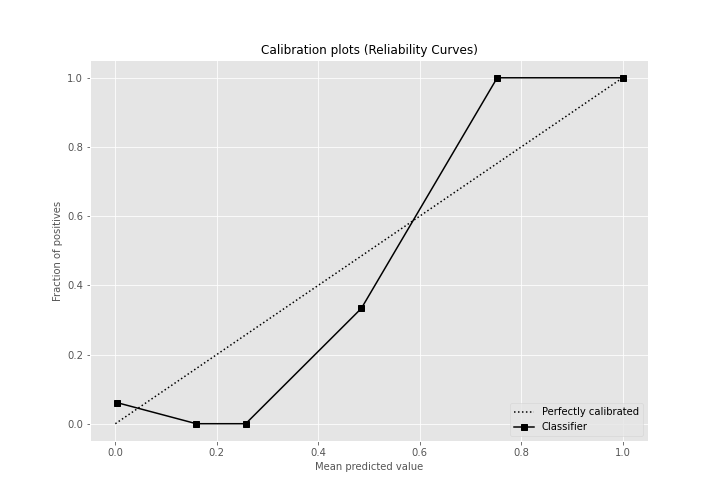 Calibration plots (Reliability Curves)
1.0
0.8
0.6
0.4
0.2
0.0
Fraction of positives
0.0 0.2 0.4 0.6 0.8 1.0
Mean predicted value
Perfectly calibrated
Classifier